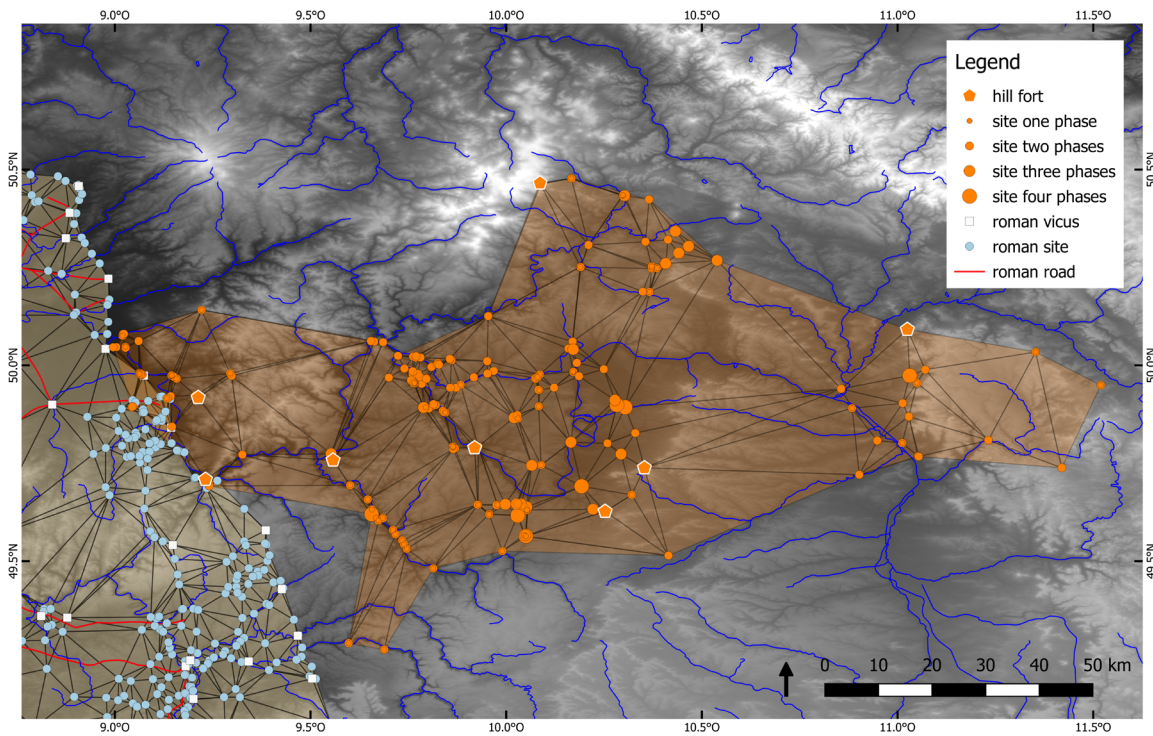 9.0°O 9.5°O 10.0°O 10.5°O 11.0°O 11.5°O
Legend
hill fort
site one phase
site two phases
site three phases
site four phases
roman vicus
roman site
roman road
50.5°N 50.5°N
50.0°N 50.0°N
49.5°N 49.5°N
0 10 20 30 40 50 km
9.0°O 9.5°O 10.0°O 10.5°O 11.0°O 11.5°O